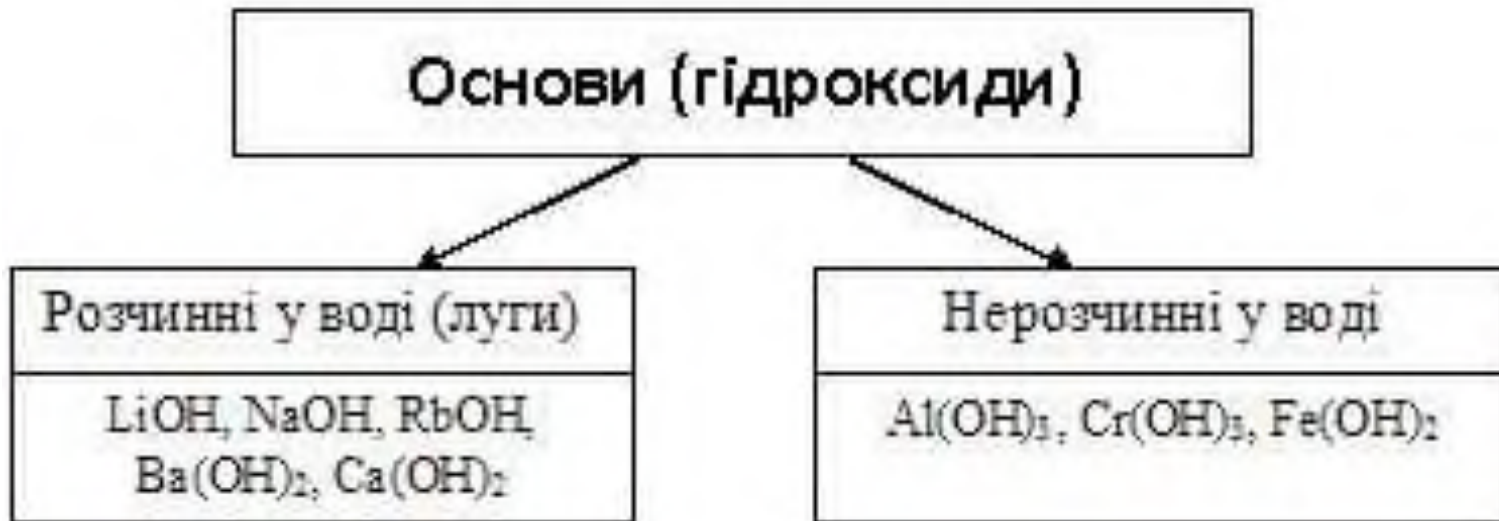 Основи (гідроксиди)
Розчинні у воді (луги)
LiOH, NaOH, RbOH,
Ba(OH)₂, Ca(OH)₂
Нерозчинні у воді
Al(OH)₃, Cr(OH)₃, Fe(OH)₂